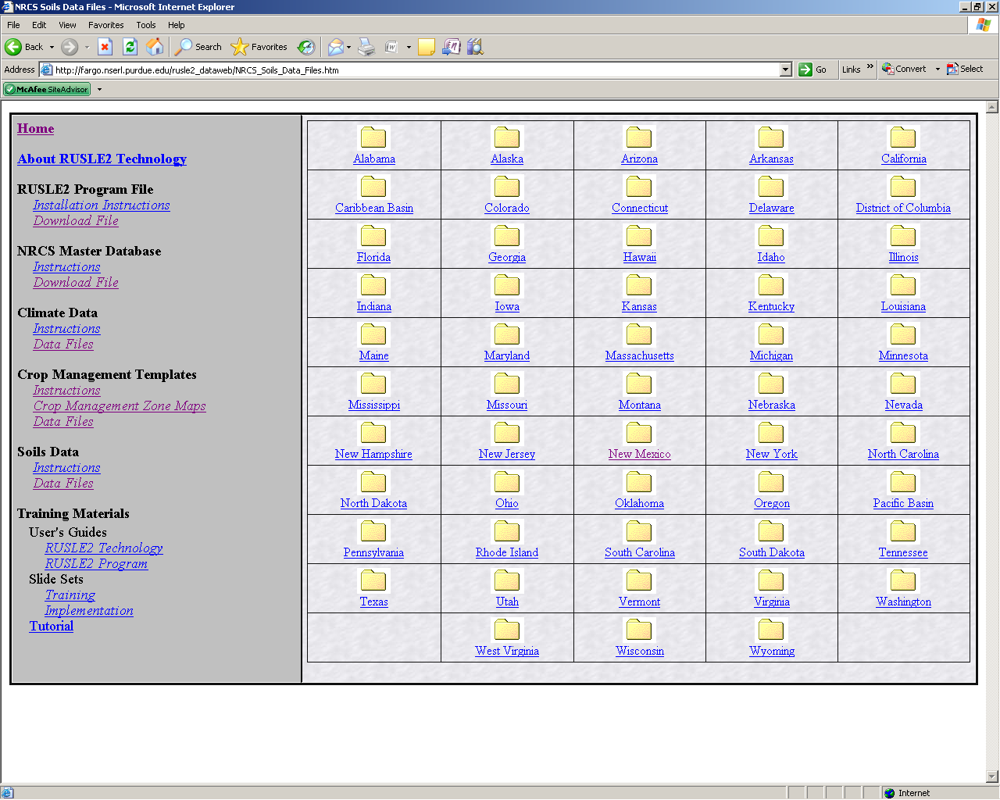 NRCS Soils Data Files - Microsoft Internet Explorer
File Edit View Favorites Tools Help
Back Search Favorites
Address http://fargo.nserl.purdue.edu/rusle2_dataweb/NRCS_Soils_Data_Files.htm Go Links » Convert Select
McAfee SiteAdvisor
Home
About RUSLE2 Technology
RUSLE2 Program File
Installation Instructions
Download File
NRCS Master Database
Instructions
Download File
Climate Data
Instructions
Data Files
Crop Management Templates
Instructions
Crop Management Zone Maps
Data Files
Soils Data
Instructions
Data Files
Training Materials
User's Guides
RUSLE2 Technology
RUSLE2 Program
Slide Sets
Training
Implementation
Tutorial
Alabama Alaska Arizona Arkansas California
Caribbean Basin Colorado Connecticut Delaware District of Columbia
Florida Georgia Hawaii Idaho Illinois
Indiana Iowa Kansas Kentucky Louisiana
Maine Maryland Massachusetts Michigan Minnesota
Mississippi Missouri Montana Nebraska Nevada
New Hampshire New Jersey New Mexico New York North Carolina
North Dakota Ohio Oklahoma Oregon Pacific Basin
Pennsylvania Rhode Island South Carolina South Dakota Tennessee
Texas Utah Vermont Virginia Washington
West Virginia Wisconsin Wyoming
Internet